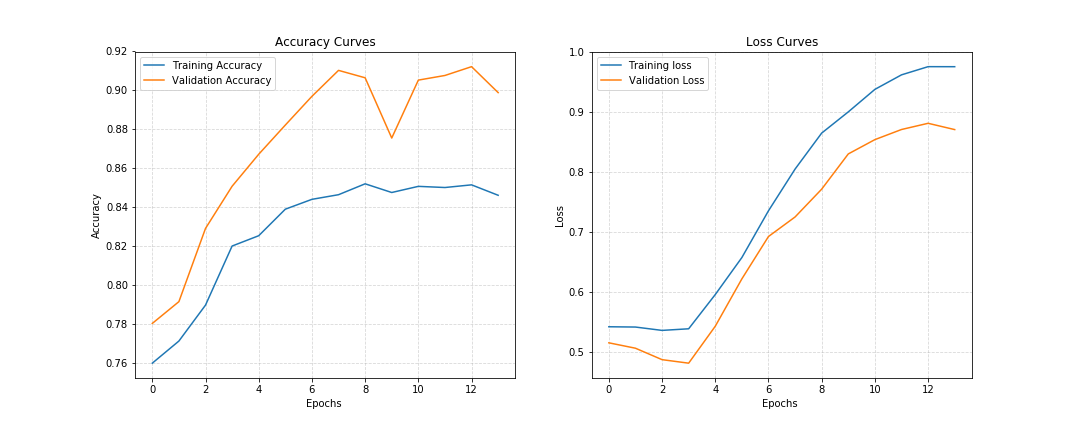 Accuracy Curves
Training Accuracy
Validation Accuracy
Accuracy
0.92
0.90
0.88
0.86
0.84
0.82
0.80
0.78
0.76
0 2 4 6 8 10 12
Epochs
Loss Curves
Training loss
Validation Loss
Loss
1.0
0.9
0.8
0.7
0.6
0.5
0 2 4 6 8 10 12
Epochs